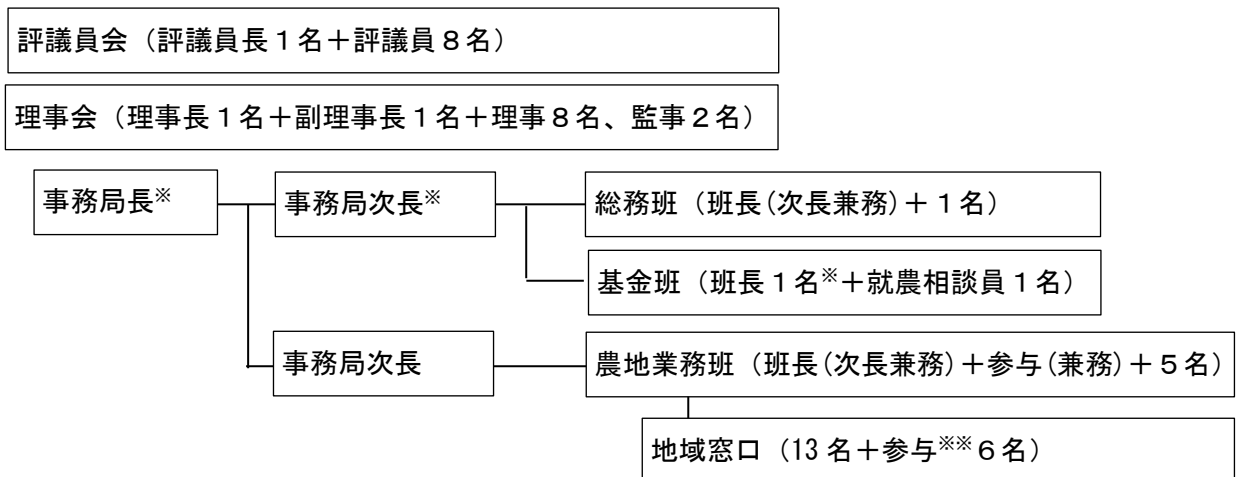 評議員会（評議員長１名＋評議員８名）
理事会（理事長１名＋副理事長１名＋理事８名、監事２名）
事務局長※
事務局次長※
総務班（班長(次長兼務)＋１名）
基金班（班長１名※＋就農相談員１名）
事務局次長
農地業務班（班長(次長兼務)＋参与(兼務)＋５名）
地域窓口（13名＋参与※※６名）